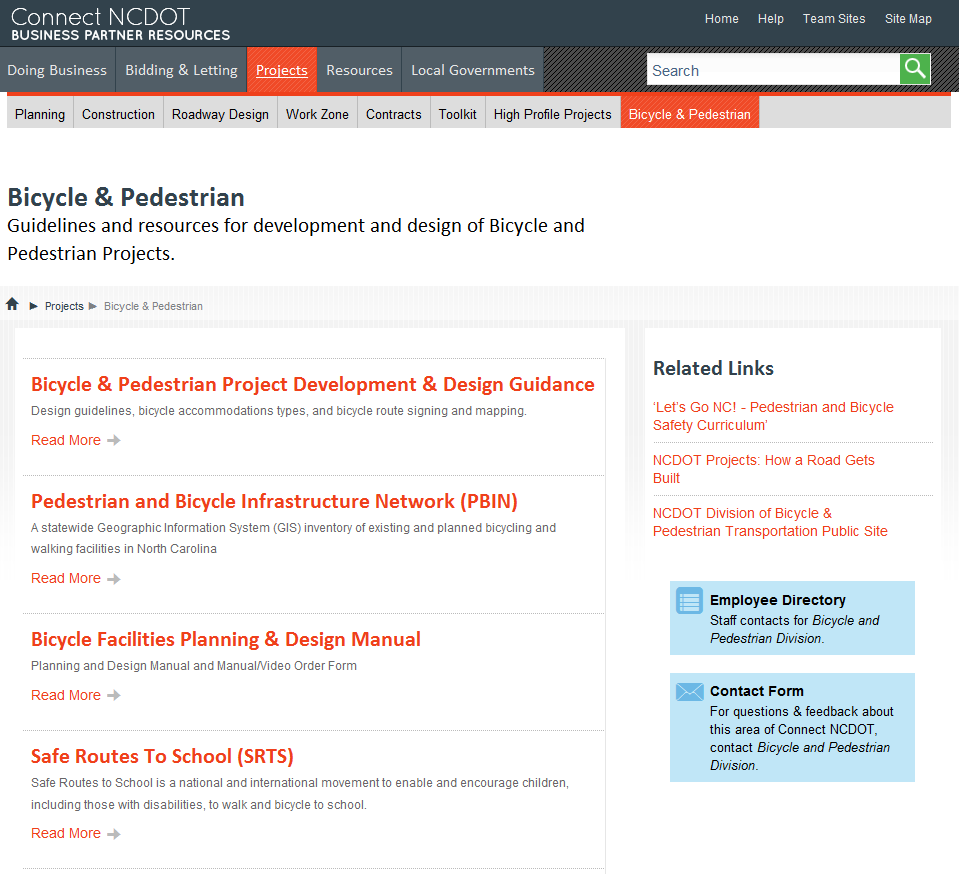 Connect NCDOT
BUSINESS PARTNER RESOURCES
Home Help Team Sites Site Map
Doing Business Bidding & Letting Projects Resources Local Governments Search
Planning Construction Roadway Design Work Zone Contracts Toolkit High Profile Projects Bicycle & Pedestrian
Bicycle & Pedestrian
Guidelines and resources for development and design of Bicycle and
Pedestrian Projects.
Projects Bicycle & Pedestrian
Bicycle & Pedestrian Project Development & Design Guidance
Design guidelines, bicycle accommodations types, and bicycle route signing and mapping.
Read More
Pedestrian and Bicycle Infrastructure Network (PBIN)
A statewide Geographic Information System (GIS) inventory of existing and planned bicycling and
walking facilities in North Carolina
Read More
Bicycle Facilities Planning & Design Manual
Planning and Design Manual and Manual/Video Order Form
Read More
Safe Routes To School (SRTS)
Safe Routes to School is a national and international movement to enable and encourage children,
including those with disabilities, to walk and bicycle to school.
Read More
Related Links
‘Let's Go NC! - Pedestrian and Bicycle
Safety Curriculum’
NCDOT Projects: How a Road Gets
Built
NCDOT Division of Bicycle &
Pedestrian Transportation Public Site
Employee Directory
Staff contacts for Bicycle and
Pedestrian Division.
Contact Form
For questions & feedback about
this area of Connect NCDOT,
contact Bicycle and Pedestrian
Division.